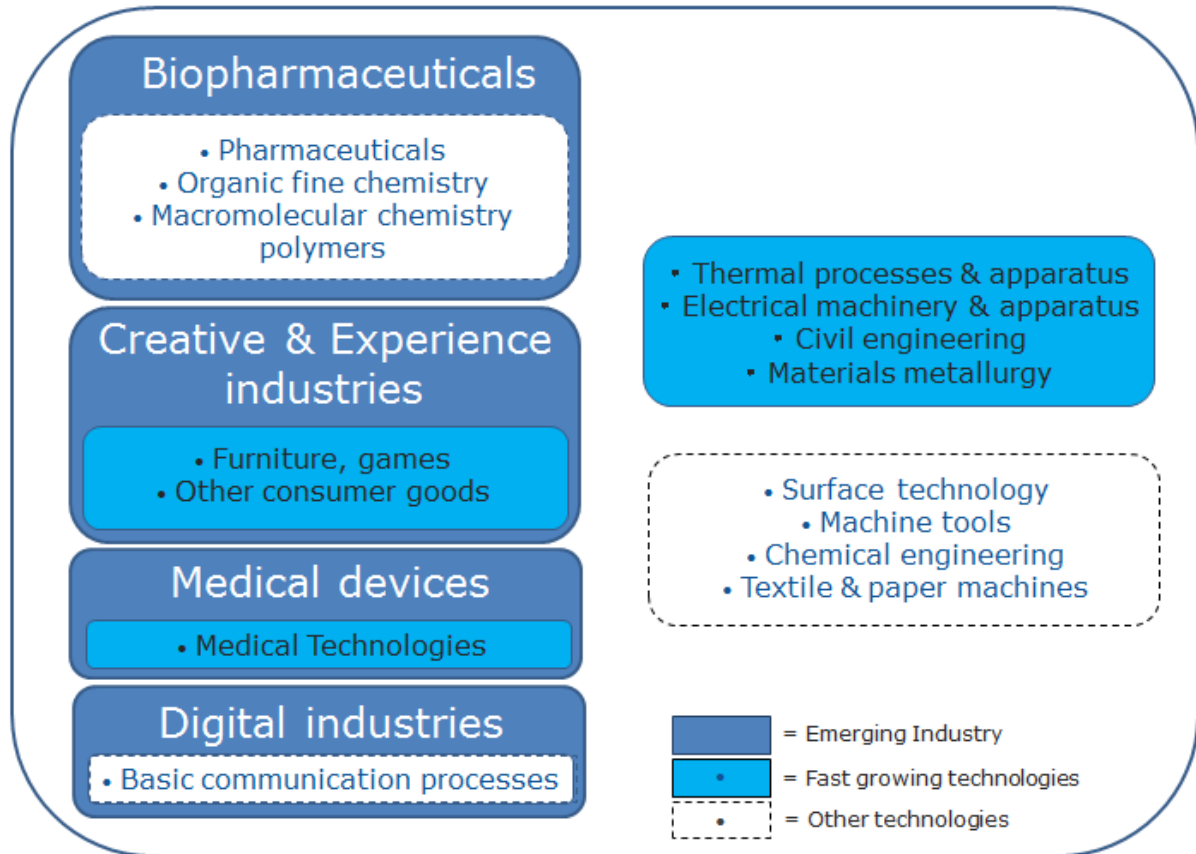 Biopharmaceuticals
• Pharmaceuticals
• Organic fine chemistry
• Macromolecular chemistry
polymers
Creative & Experience
industries
• Furniture, games
• Other consumer goods
Medical devices
• Medical Technologies
Digital industries
• Basic communication processes
▪ Thermal processes & apparatus
▪ Electrical machinery & apparatus
▪ Civil engineering
▪ Materials metallurgy
• Surface technology
• Machine tools
• Chemical engineering
• Textile & paper machines
= Emerging Industry
• = Fast growing technologies
• = Other technologies